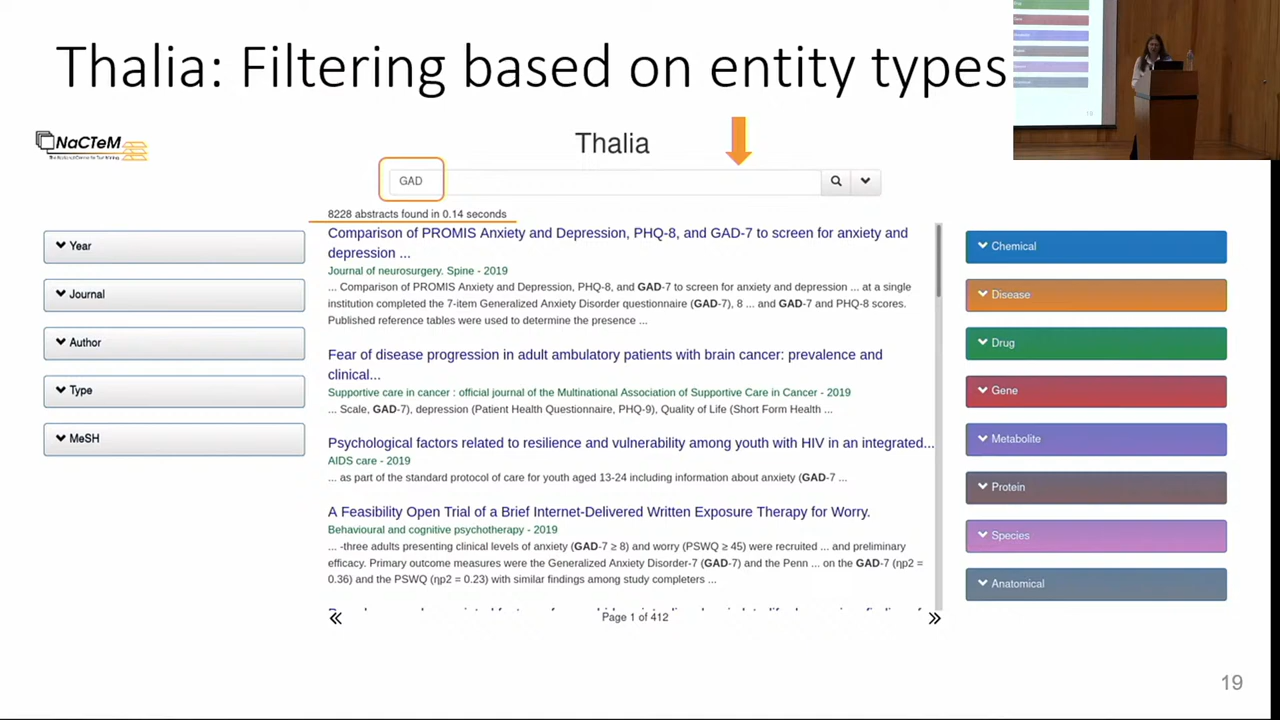 Thalia: Filtering based on entity types
NaCTeM
Thalia
GAD
8228 abstracts found in 0.14 seconds
Year
Journal
Author
Type
MeSH
Comparison of PROMIS Anxiety and Depression, PHQ-8, and GAD-7 to screen for anxiety and
depression ...
Journal of neurosurgery. Spine - 2019
... Comparison of PROMIS Anxiety and Depression, PHQ-8, and GAD-7 to screen for anxiety and depression ... at a single
institution completed the 7-item Generalized Anxiety Disorder questionnaire (GAD-7), 8 ... and GAD-7 and PHQ-8 scores.
Published reference tables were used to determine the presence ...
Fear of disease progression in adult ambulatory patients with brain cancer: prevalence and
clinical...
Supportive care in cancer : official journal of the Multinational Association of Supportive Care in Cancer - 2019
... Scale, GAD-7), depression (Patient Health Questionnaire, PHQ-9), Quality of Life (Short Form Health ...
Psychological factors related to resilience and vulnerability among youth with HIV in an integrated...
AIDS care - 2019
... as part of the standard protocol of care for youth aged 13-24 including information about anxiety (GAD-7 ...
A Feasibility Open Trial of a Brief Internet-Delivered Written Exposure Therapy for Worry.
Behavioural and cognitive psychotherapy - 2019
... -three adults presenting clinical levels of anxiety (GAD-7 ≥ 8) and worry (PSWQ ≥ 45) were recruited ... and preliminary
efficacy. Primary outcome measures were the Generalized Anxiety Disorder-7 (GAD-7) and the Penn ... on the GAD-7 (ηp2 =
0.36) and the PSWQ (ηp2 = 0.23) with similar findings among study completers ...
Page 1 of 412
Chemical
Disease
Drug
Gene
Metabolite
Protein
Species
Anatomical
19